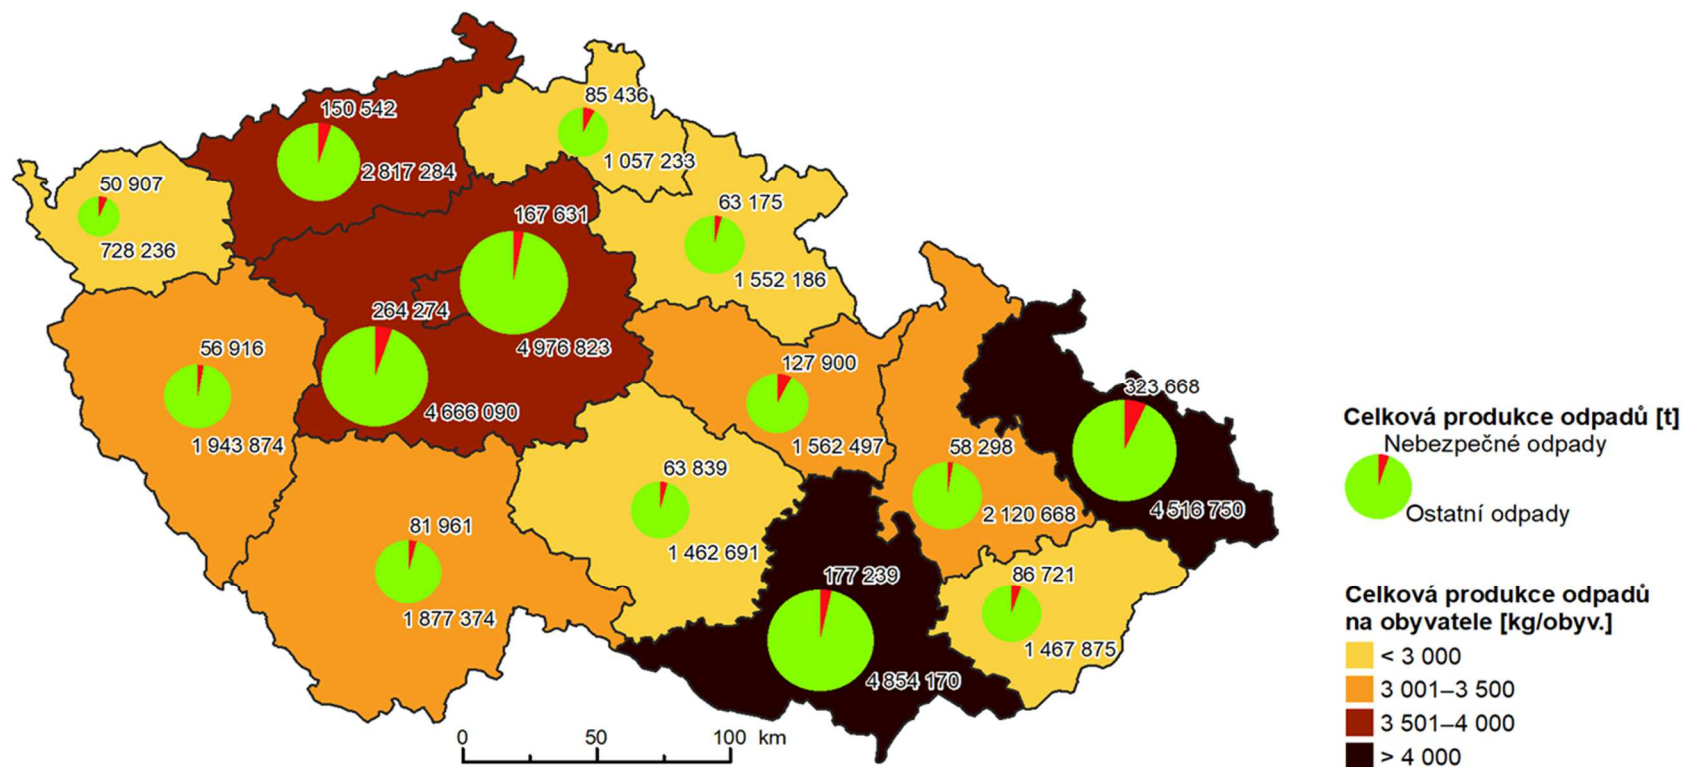 150 542
2 817 284
85 436
1 057 233
50 907
728 236
167 631
4 976 823
63 175
1 552 186
264 274
4 666 090
56 916
1 943 874
127 900
1 562 497
323 668
4 516 750
58 298
2 120 668
63 839
1 462 691
81 961
1 877 374
177 239
4 854 170
86 721
1 467 875
0 50 100 km
Celková produkce odpadů [t]
Nebezpečné odpady
Ostatní odpady
Celková produkce odpadů
na obyvatele [kg/obyv.]
< 3 000
3 001–3 500
3 501–4 000
> 4 000